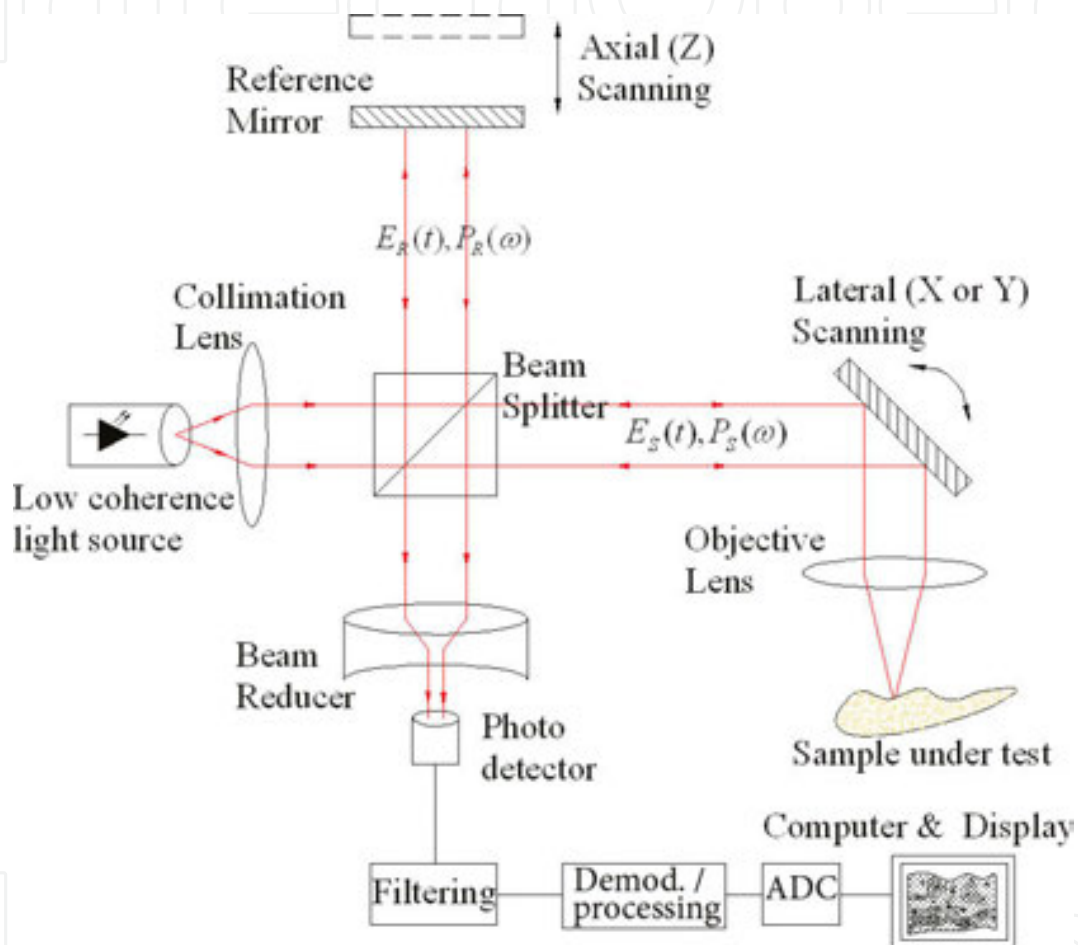 Axial (Z)
Scanning
Reference
Mirror
E_R(t), P_R(ω)
Collimation
Lens
Lateral (X or Y)
Scanning
Beam
Splitter
E_S(t), P_S(ω)
Low coherence
light source
Objective
Lens
Beam
Reducer
Photo
detector
Sample under test
Computer & Display
Filtering
Demod. /
processing
ADC